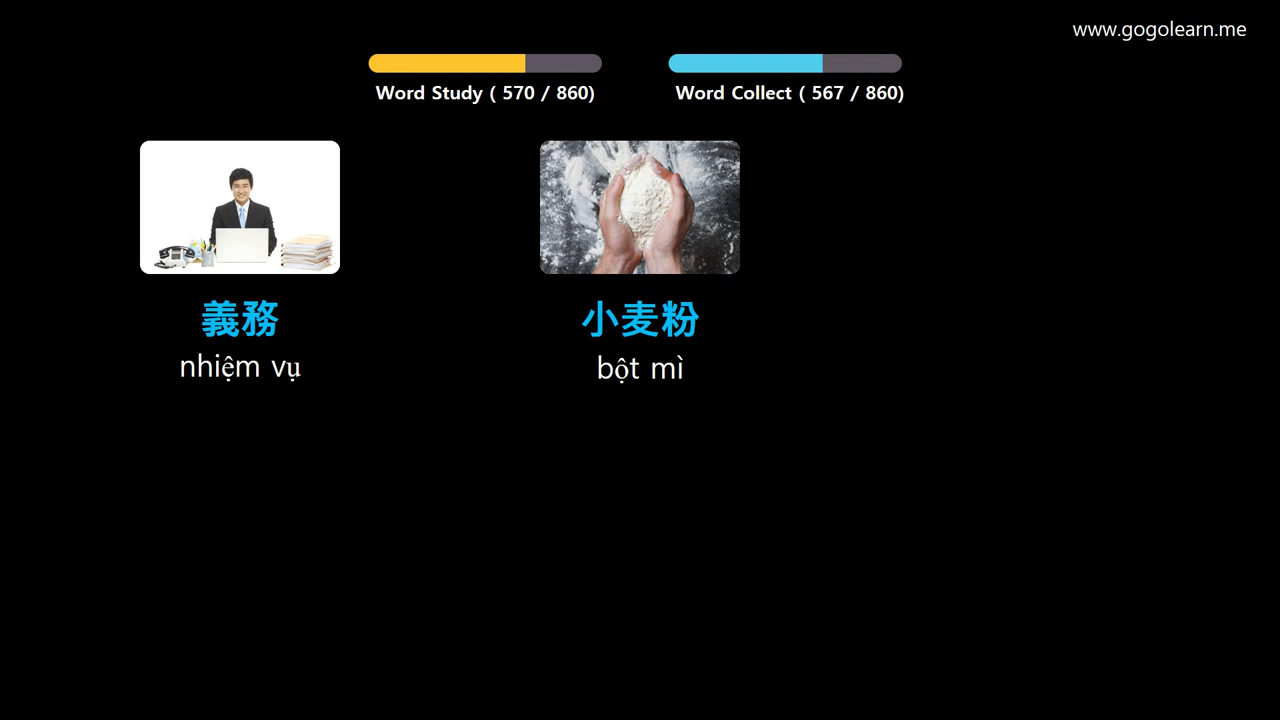 www.gogolearn.me
Word Study ( 570 / 860)
Word Collect ( 567 / 860)
義務
nhiệm vụ
小麦粉
bột mì